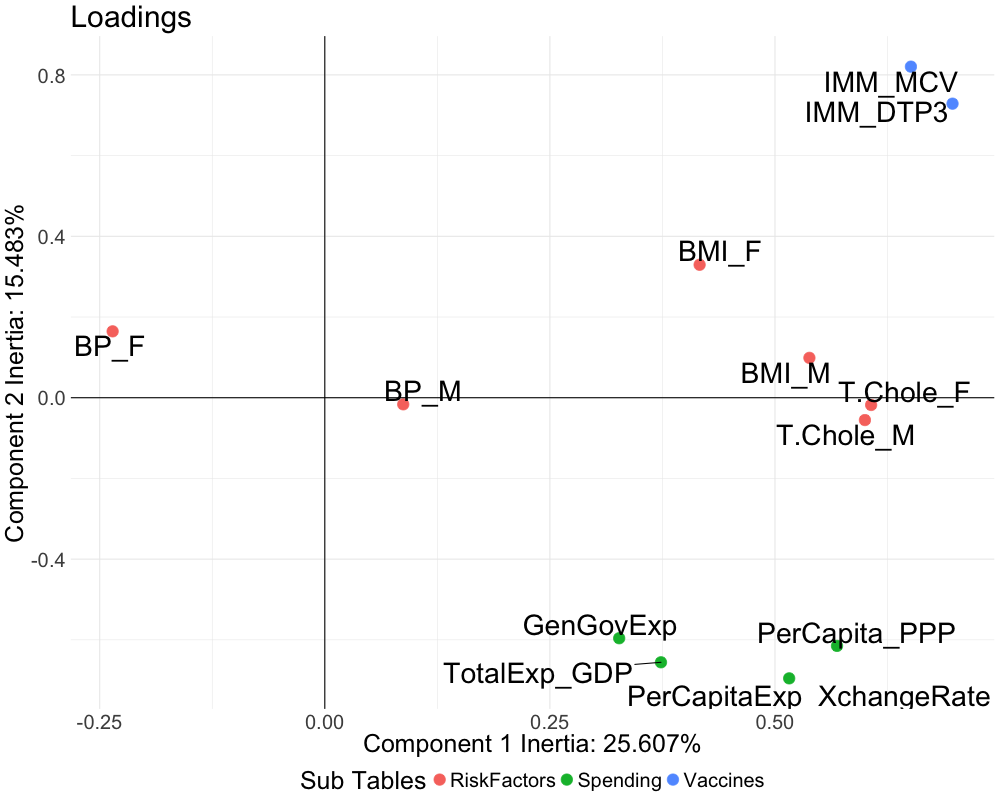 Loadings
IMM_MCV
IMM_DTP3
BMI_F
BP_F
BP_M
BMI_M
T.Chole_F
T.Chole_M
GenGovExp
PerCapita_PPP
TotalExp_GDP
PerCapitaExp_XchangeRate
0.8
0.4
0.0
-0.4
-0.25
0.00
0.25
0.50
Component 2 Inertia: 15.483%
Component 1 Inertia: 25.607%
Sub Tables RiskFactors Spending Vaccines